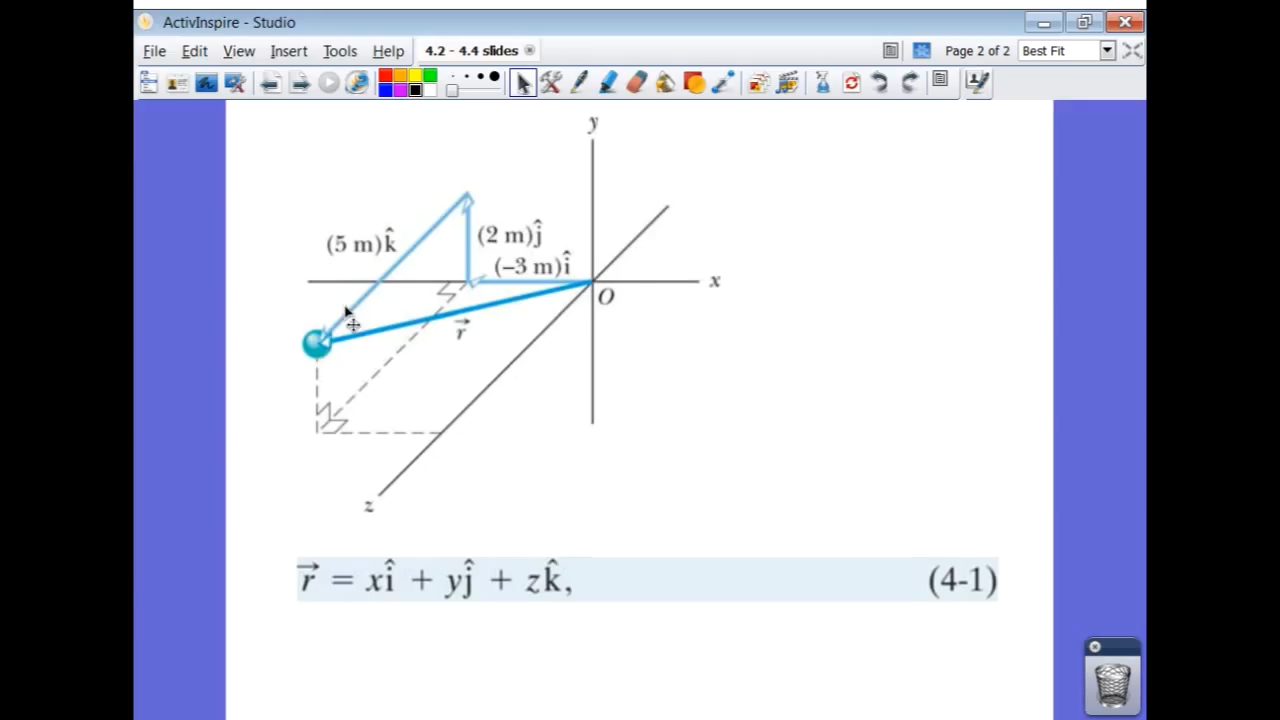 ActivInspire - Studio
File Edit View Insert Tools Help 4.2 - 4.4 slides Page 2 of 2 Best Fit
y
(5 m)k̂ (2 m)ĵ
(–3 m)î
x
O
r⃗
z
r⃗ = xî + yĵ + zk̂, (4-1)